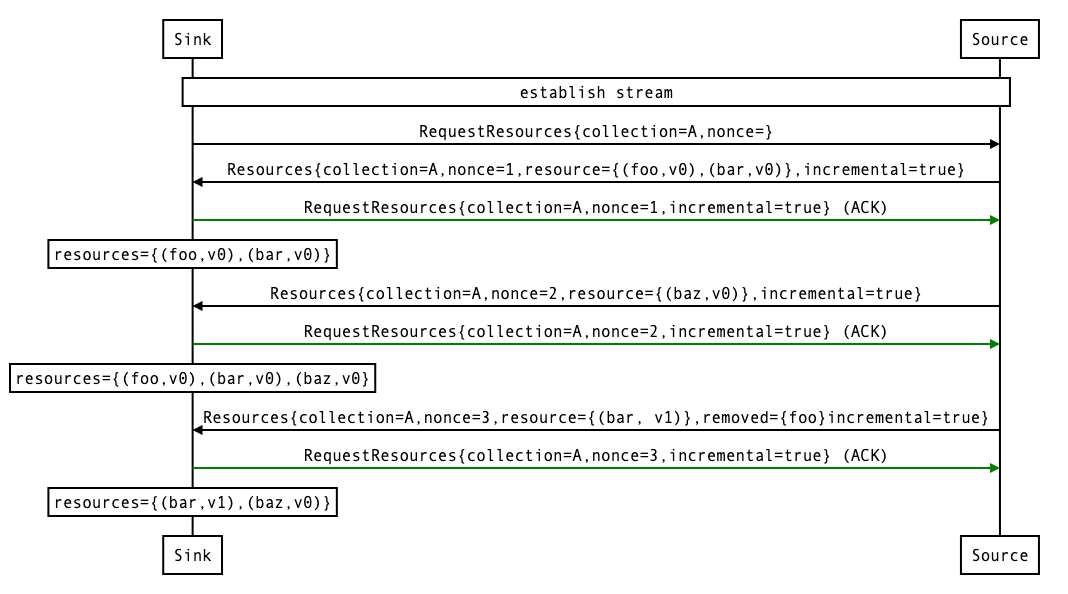 Sink Source
establish stream
RequestResources{collection=A,nonce=}
Resources{collection=A,nonce=1,resource={(foo,v0),(bar,v0)},incremental=true}
RequestResources{collection=A,nonce=1,incremental=true} (ACK)
resources={(foo,v0),(bar,v0)}
Resources{collection=A,nonce=2,resource={(baz,v0)},incremental=true}
RequestResources{collection=A,nonce=2,incremental=true} (ACK)
resources={(foo,v0),(bar,v0),(baz,v0}
Resources{collection=A,nonce=3,resource={(bar, v1)},removed={foo}incremental=true}
RequestResources{collection=A,nonce=3,incremental=true} (ACK)
resources={(bar,v1),(baz,v0)}
Sink Source